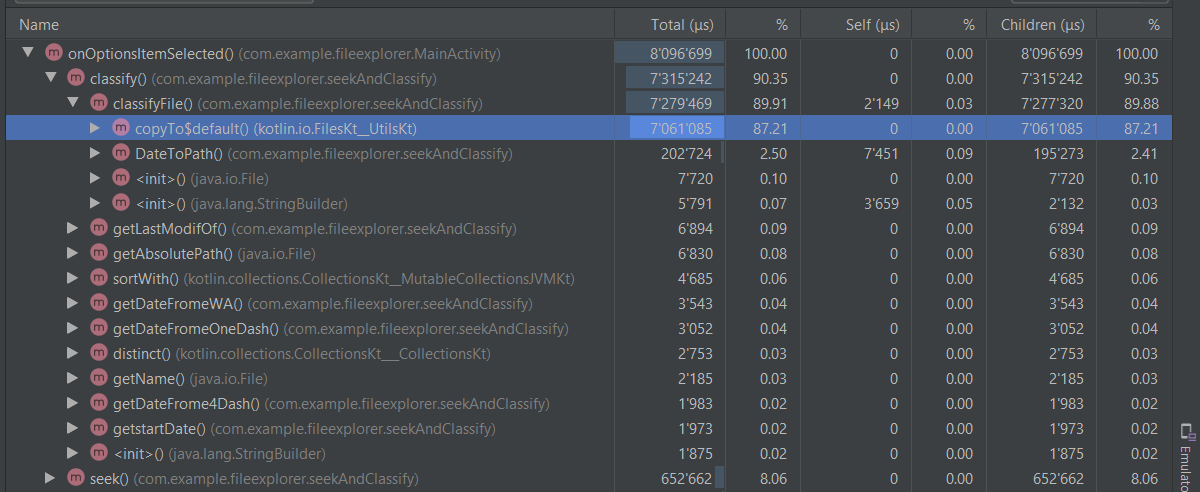 Name Total (µs) % Self (µs) % Children (µs) %
m onOptionsItemSelected() (com.example.fileexplorer.MainActivity) 8'096'699 100.00 0 0.00 8'096'699 100.00
m classify() (com.example.fileexplorer.seekAndClassify) 7'315'242 90.35 0 0.00 7'315'242 90.35
m classifyFile() (com.example.fileexplorer.seekAndClassify) 7'279'469 89.91 2'149 0.03 7'277'320 89.88
m copyTo$default() (kotlin.io.FilesKt__UtilsKt) 7'061'085 87.21 0 0.00 7'061'085 87.21
m DateToPath() (com.example.fileexplorer.seekAndClassify) 202'724 2.50 7'451 0.09 195'273 2.41
m <init>() (java.io.File) 7'720 0.10 0 0.00 7'720 0.10
m <init>() (java.lang.StringBuilder) 5'791 0.07 3'659 0.05 2'132 0.03
m getLastModifOf() (com.example.fileexplorer.seekAndClassify) 6'894 0.09 0 0.00 6'894 0.09
m getAbsolutePath() (java.io.File) 6'830 0.08 0 0.00 6'830 0.08
m sortWith() (kotlin.collections.CollectionsKt__MutableCollectionsJVMKt) 4'685 0.06 0 0.00 4'685 0.06
m getDateFromeWA() (com.example.fileexplorer.seekAndClassify) 3'543 0.04 0 0.00 3'543 0.04
m getDateFromeOneDash() (com.example.fileexplorer.seekAndClassify) 3'052 0.04 0 0.00 3'052 0.04
m distinct() (kotlin.collections.CollectionsKt___CollectionsKt) 2'753 0.03 0 0.00 2'753 0.03
m getName() (java.io.File) 2'185 0.03 0 0.00 2'185 0.03
m getDateFrome4Dash() (com.example.fileexplorer.seekAndClassify) 1'983 0.02 0 0.00 1'983 0.02
m getstartDate() (com.example.fileexplorer.seekAndClassify) 1'973 0.02 0 0.00 1'973 0.02
m <init>() (java.lang.StringBuilder) 1'875 0.02 0 0.00 1'875 0.02
m seek() (com.example.fileexplorer.seekAndClassify) 652'662 8.06 0 0.00 652'662 8.06
Emulato